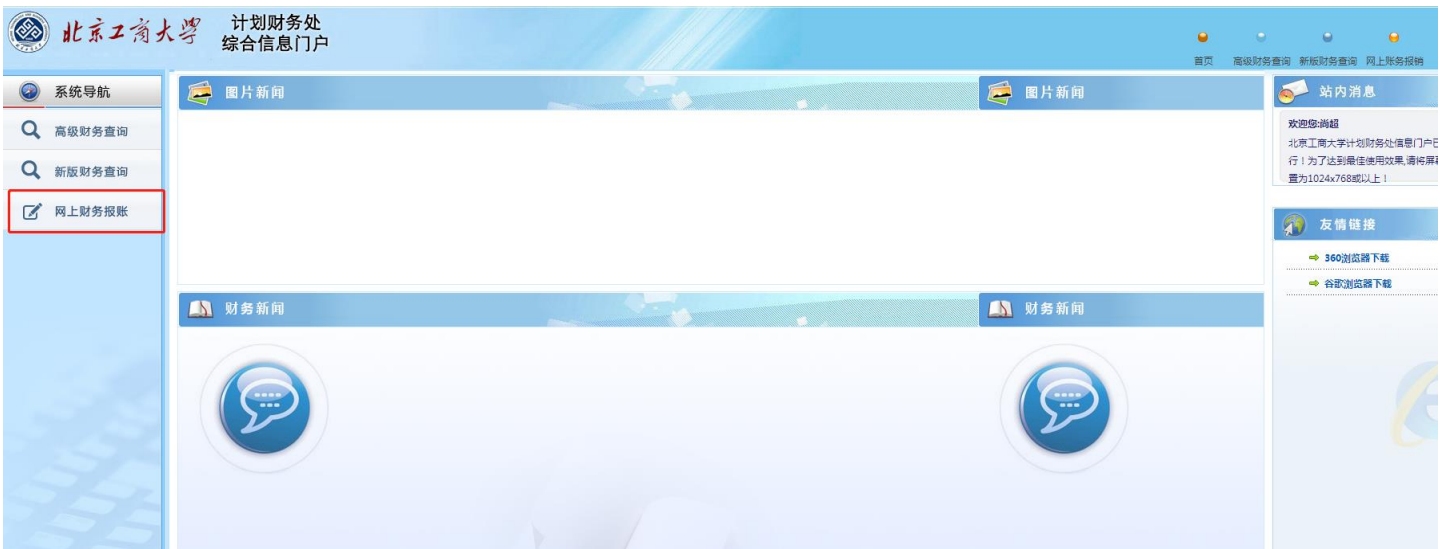 北京工商大学
计划财务处
综合信息门户
首页 高级财务查询 新版财务查询 网上账务报销
系统导航
高级财务查询
新版财务查询
网上财务报账
图片新闻
图片新闻
财务新闻
财务新闻
站内消息
欢迎您:尚超
北京工商大学计划财务处信息门户已
行！为了达到最佳使用效果,请将屏幕
置为1024x768或以上！
友情链接
360浏览器下载
谷歌浏览器下载